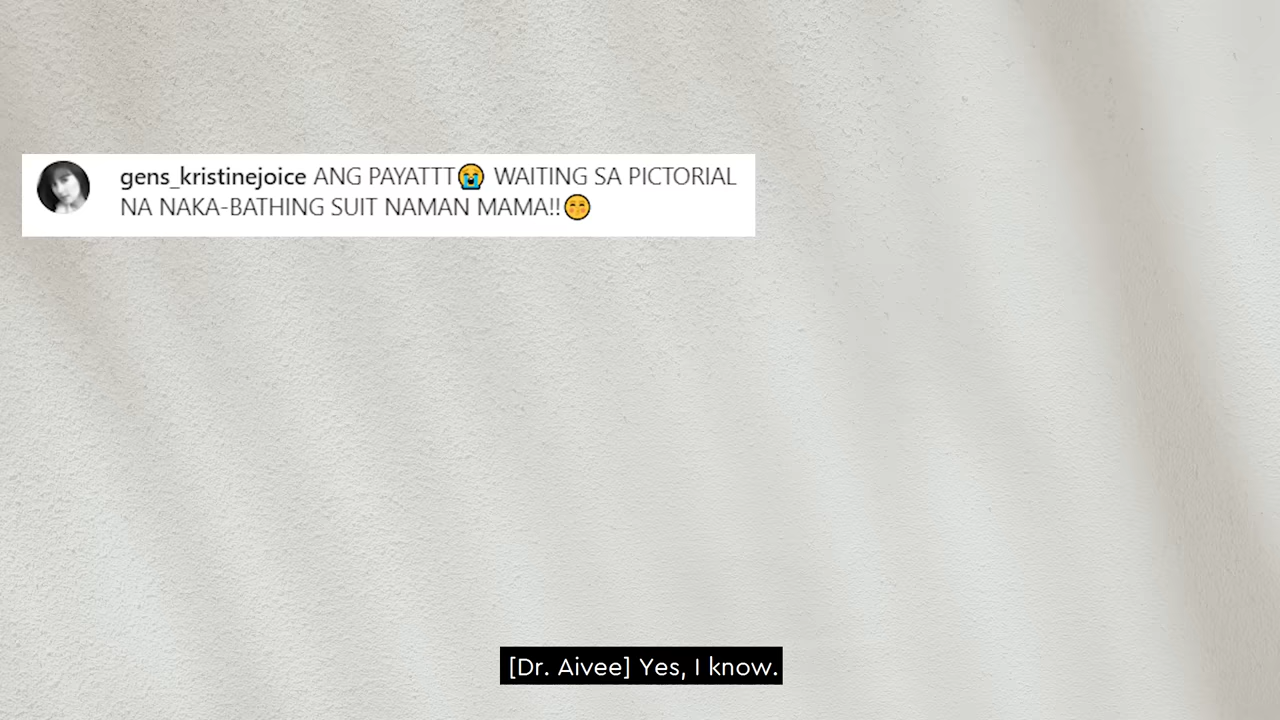 gens_kristinejoice ANG PAYATTT😭 WAITING SA PICTORIAL
NA NAKA-BATHING SUIT NAMAN MAMA!!🤭
[Dr. Aivee] Yes, I know.